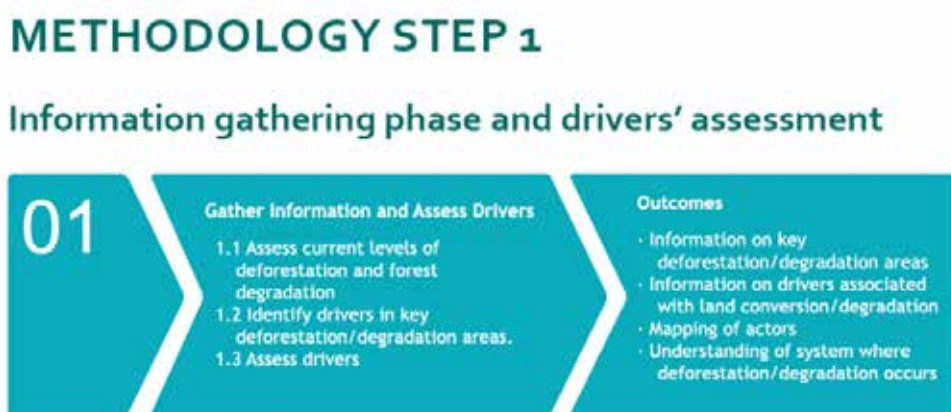 METHODOLOGY STEP 1
Information gathering phase and drivers’ assessment
01
Gather Information and Assess Drivers
1.1 Assess current levels of
deforestation and forest
degradation
1.2 Identify drivers in key
deforestation/degradation areas.
1.3 Assess drivers
Outcomes
· Information on key
deforestation/degradation areas
· Information on drivers associated
with land conversion/degradation
· Mapping of actors
· Understanding of system where
deforestation/degradation occurs